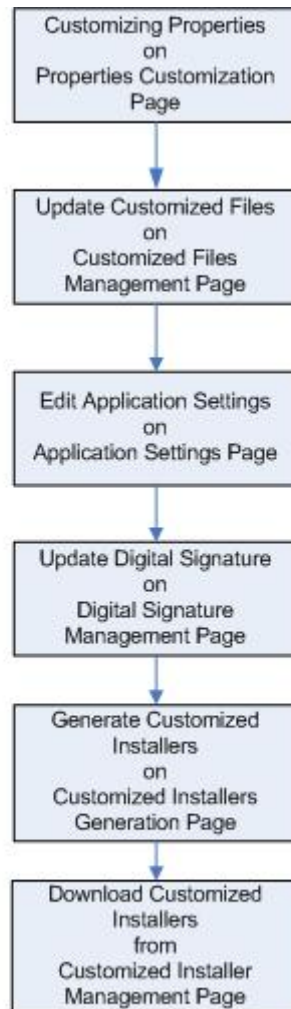 Customizing Properties
on
Properties Customization
Page
Update Customized Files
on
Customized Files
Management Page
Edit Application Settings
on
Application Settings Page
Update Digital Signature
on
Digital Signature
Management Page
Generate Customized
Installers
on
Customized Installers
Generation Page
Download Customized
Installers
from
Customized Installer
Management Page